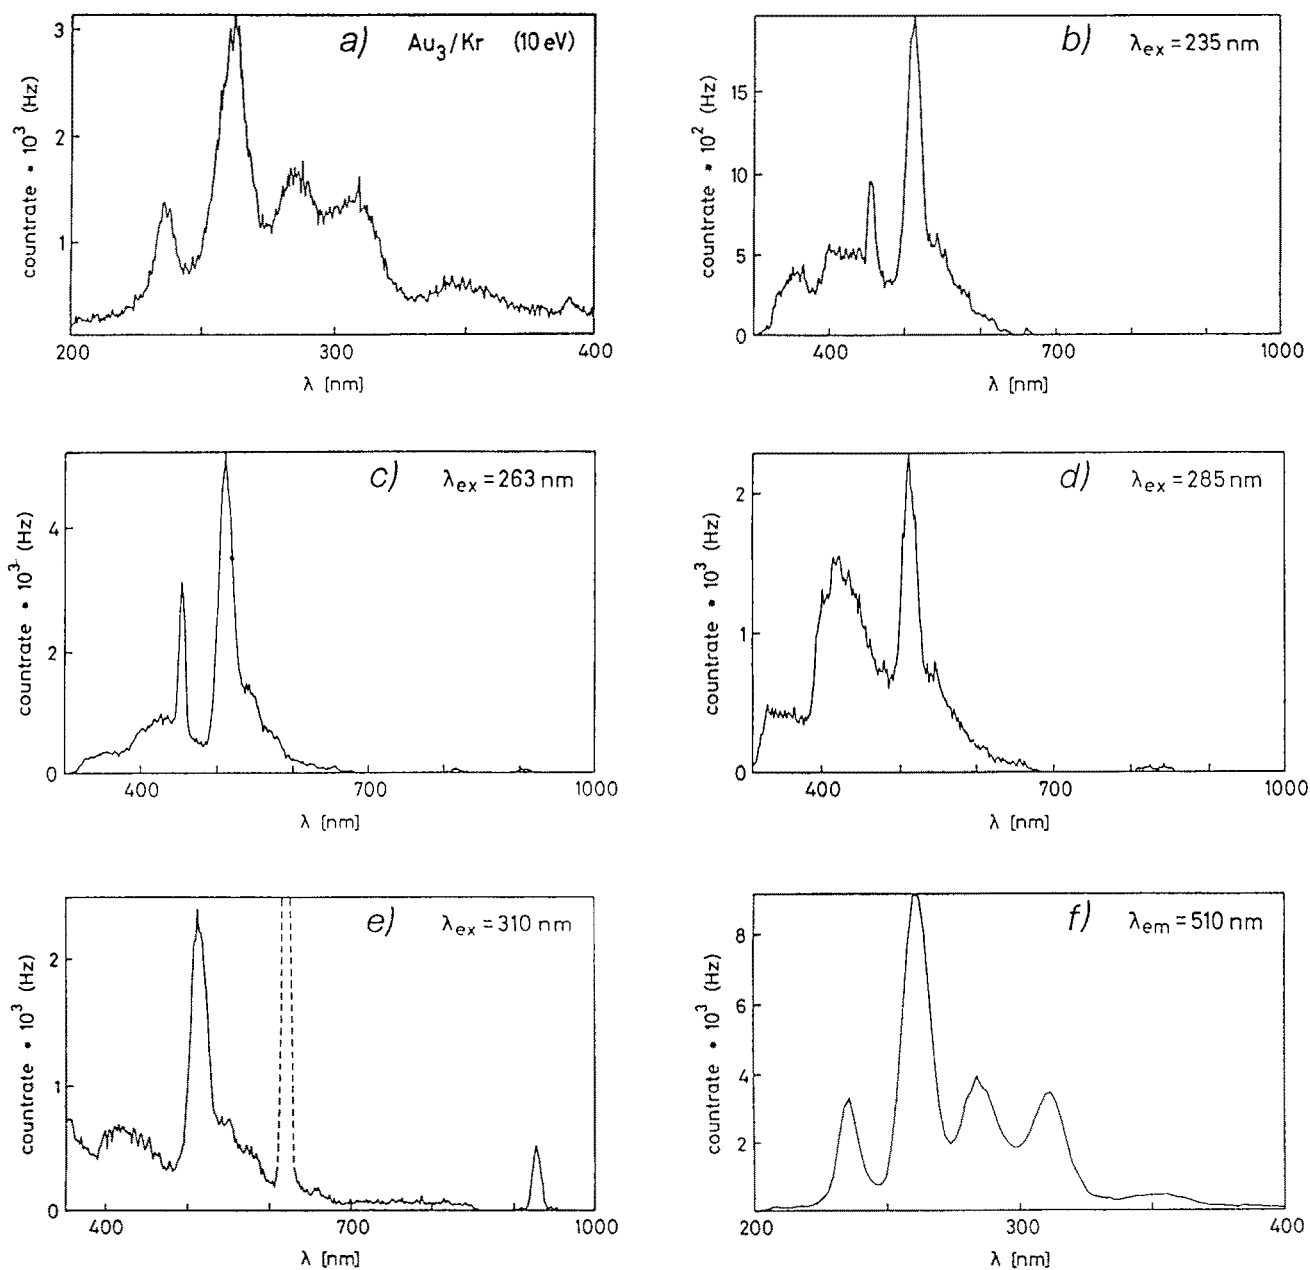 a) Au3/Kr (10 eV)
countrate * 10^3 (Hz)
3
2
1
200 300 400
λ [nm]
b) λex = 235 nm
countrate * 10^2 (Hz)
15
10
5
0
400 700 1000
λ [nm]
c) λex = 263 nm
countrate * 10^3 (Hz)
4
2
0
400 700 1000
λ [nm]
d) λex = 285 nm
countrate * 10^3 (Hz)
2
1
0
400 700 1000
λ [nm]
e) λex = 310 nm
countrate * 10^3 (Hz)
2
1
0
400 700 1000
λ [nm]
f) λem = 510 nm
countrate * 10^3 (Hz)
8
6
4
2
200 300 400
λ [nm]